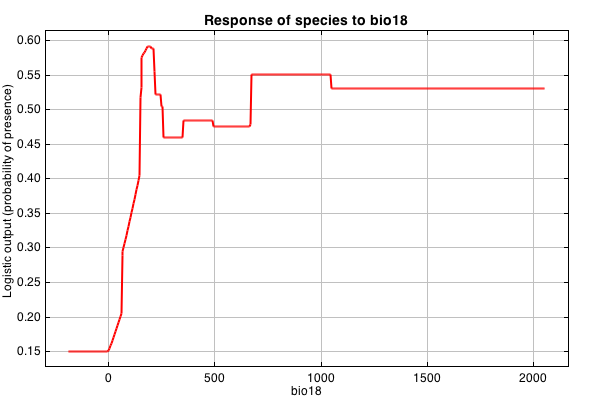 Response of species to bio18
Logistic output (probability of presence)
0.60
0.55
0.50
0.45
0.40
0.35
0.30
0.25
0.20
0.15
0 500 1000 1500 2000
bio18